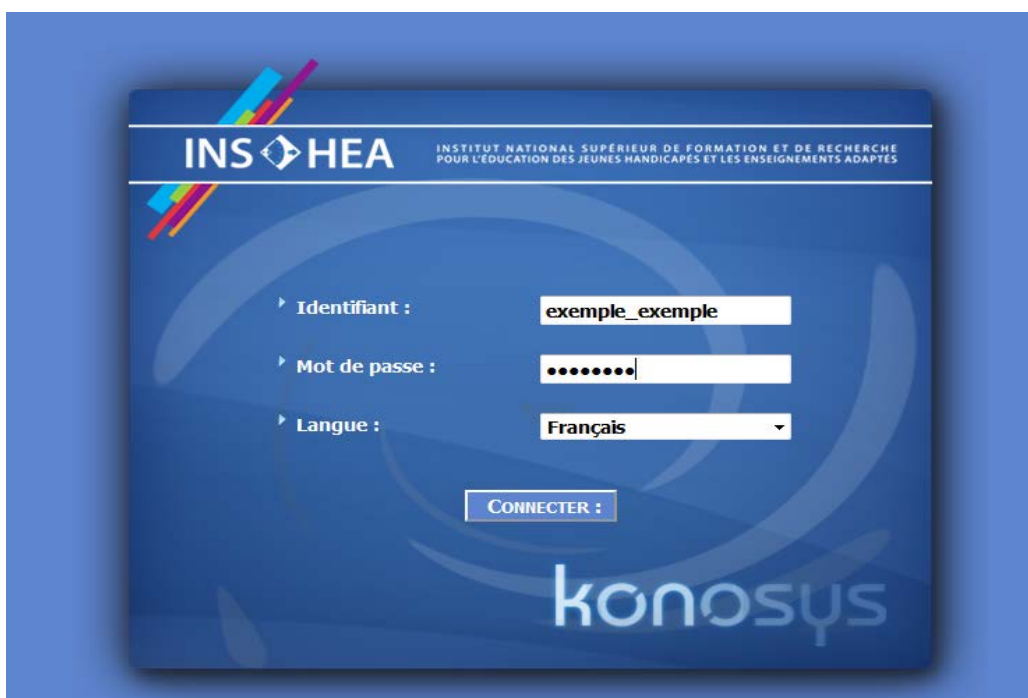 INS HEA
INSTITUT NATIONAL SUPÉRIEUR DE FORMATION ET DE RECHERCHE
POUR L'ÉDUCATION DES JEUNES HANDICAPÉS ET LES ENSEIGNEMENTS ADAPTÉS
Identifiant : exemple_exemple
Mot de passe : ••••••••
Langue : Français
CONNECTER :
konosys